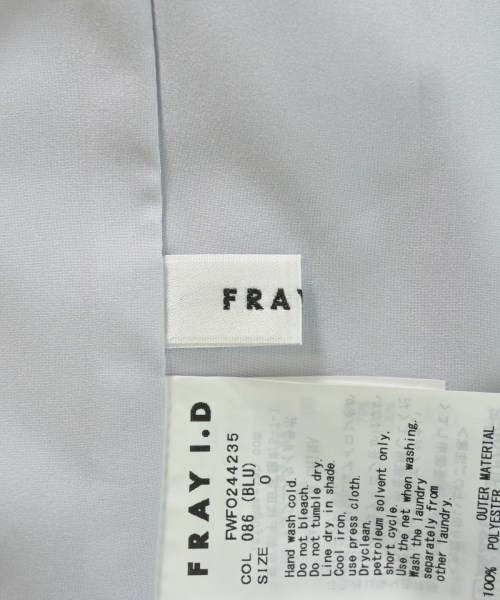 FRAY
FRAY I.D
FWFO244235
COL 086 (BLU)
SIZE 0
Hand wash cold.
Do not bleach.
Do not tumble dry.
Line dry in shade.
Cool iron.
use press cloth.
Dryclean.
petroleum solvent only.
short cycle.
Use the net when washing.
Wash the laundry
separately from
other laundry.
OUTER MATERIAL
100% POLYESTER